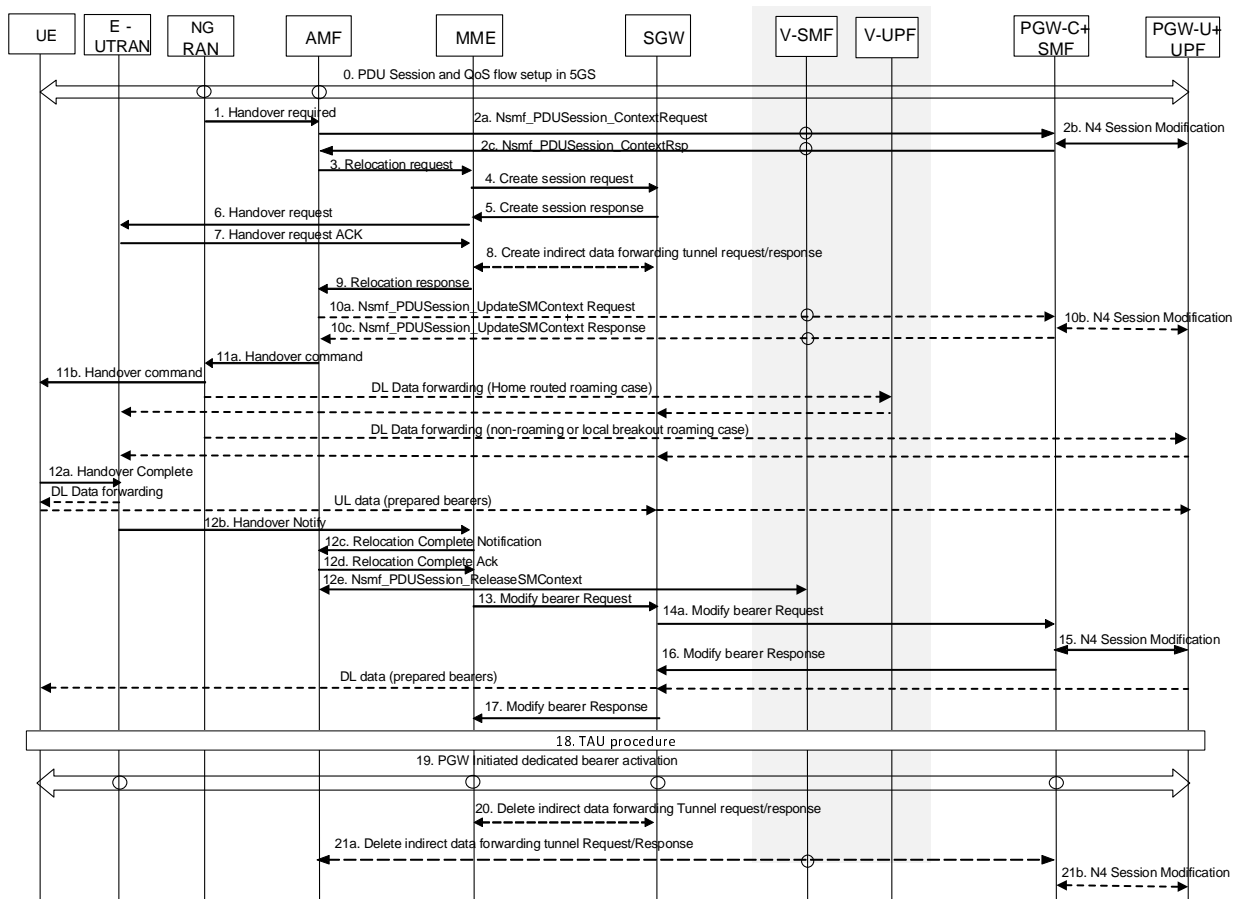 UE
E -
UTRAN
NG
RAN
AMF
MME
SGW
V-SMF
V-UPF
PGW-C+
SMF
PGW-U+
UPF
0. PDU Session and QoS flow setup in 5GS
1. Handover required
2a. Nsmf_PDUSession_ContextRequest
2b. N4 Session Modification
2c. Nsmf_PDUSession_ContextRsp
3. Relocation request
4. Create session request
5. Create session response
6. Handover request
7. Handover request ACK
8. Create indirect data forwarding tunnel request/response
9. Relocation response
10a. Nsmf_PDUSession_UpdateSMContext Request
10b. N4 Session Modification
10c. Nsmf_PDUSession_UpdateSMContext Response
11a. Handover command
11b. Handover command
DL Data forwarding (Home routed roaming case)
DL Data forwarding (non-roaming or local breakout roaming case)
12a. Handover Complete
DL Data forwarding
UL data (prepared bearers)
12b. Handover Notify
12c. Relocation Complete Notification
12d. Relocation Complete Ack
12e. Nsmf_PDUSession_ReleaseSMContext
13. Modify bearer Request
14a. Modify bearer Request
15. N4 Session Modification
16. Modify bearer Response
DL data (prepared bearers)
17. Modify bearer Response
18. TAU procedure
19. PGW Initiated dedicated bearer activation
20. Delete indirect data forwarding Tunnel request/response
21a. Delete indirect data forwarding tunnel Request/Response
21b. N4 Session Modification